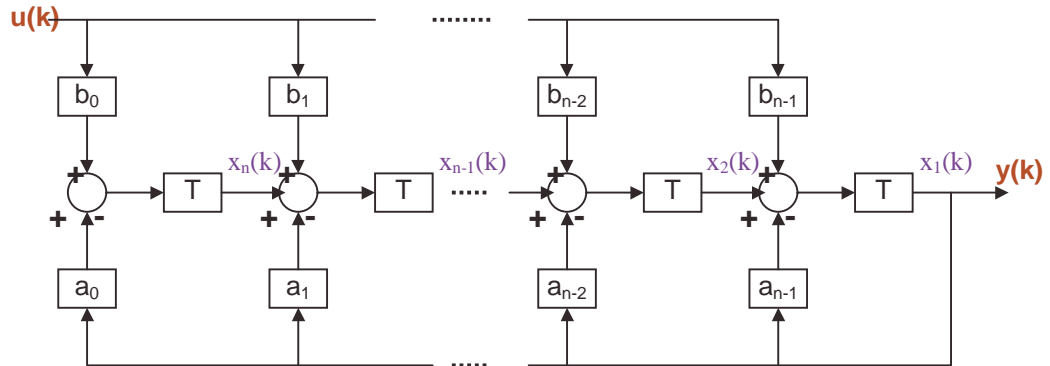 u(k) ........
b₀ b₁ bₙ₋₂ bₙ₋₁
xₙ(k) xₙ₋₁(k) x₂(k) x₁(k) y(k)
+ + + +
T T ..... T T
+ - + - + - + -
a₀ a₁ aₙ₋₂ aₙ₋₁
.....